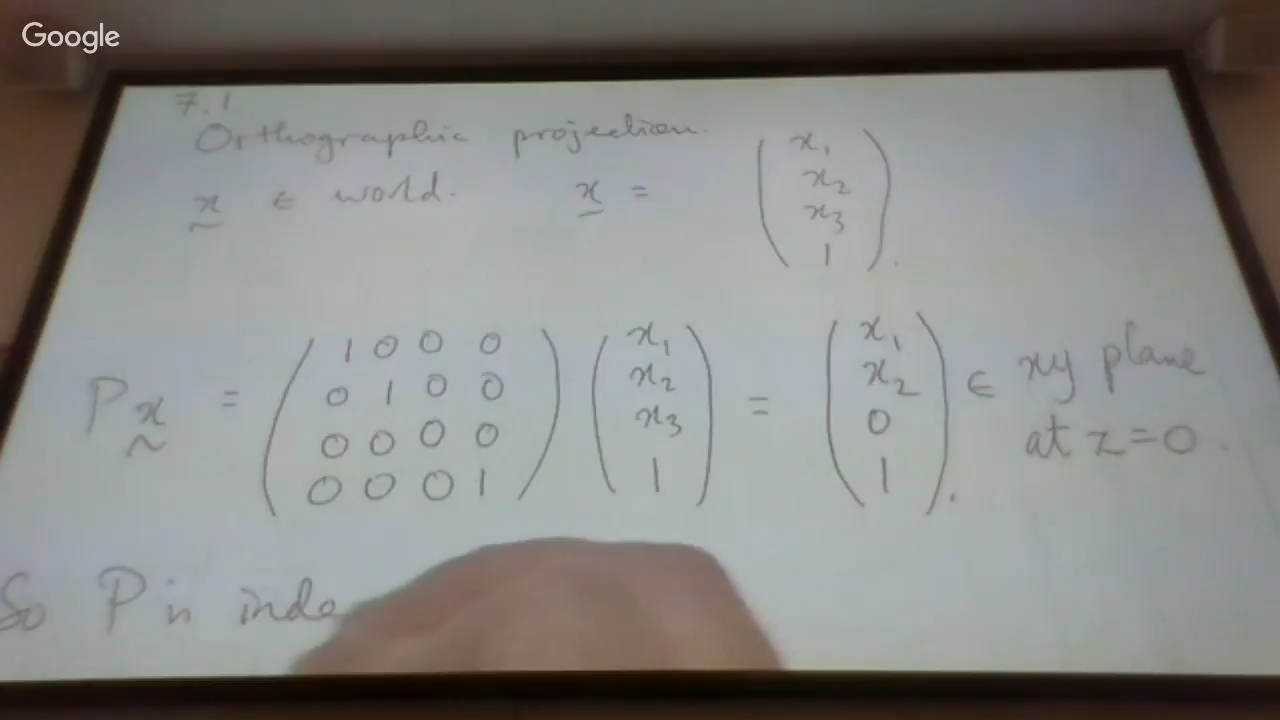 Google
7.1
Orthographic projection.
x ∈ world. x = ( x₁ x₂ x₃ 1 ).
P x = ( 1 0 0 0
0 1 0 0
0 0 0 0
0 0 0 1 ) ( x₁ x₂ x₃ 1 ) = ( x₁ x₂ 0 1 ). ∈ xy plane
at z=0.
So P is inde